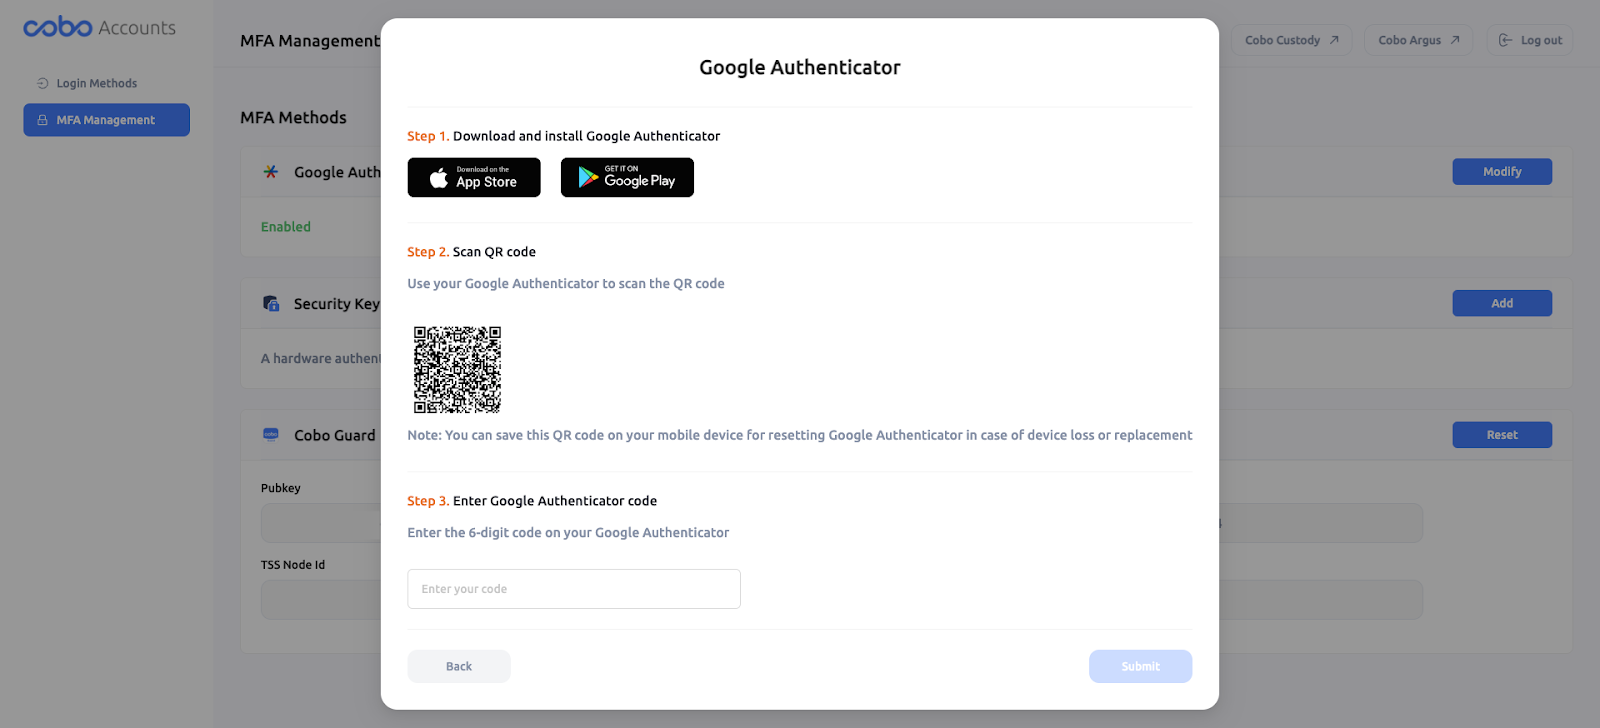 cobo Accounts
Login Methods
MFA Management
MFA Management
Cobo Custody
Cobo Argus
Log out
MFA Methods
Google Auth
Modify
Enabled
Security Key
Add
A hardware authent
Cobo Guard
Reset
Pubkey
TSS Node Id
Google Authenticator
Step 1. Download and install Google Authenticator
Download on the
App Store
GET IT ON
Google Play
Step 2. Scan QR code
Use your Google Authenticator to scan the QR code
Note: You can save this QR code on your mobile device for resetting Google Authenticator in case of device loss or replacement
Step 3. Enter Google Authenticator code
Enter the 6-digit code on your Google Authenticator
Enter your code
Back
Submit